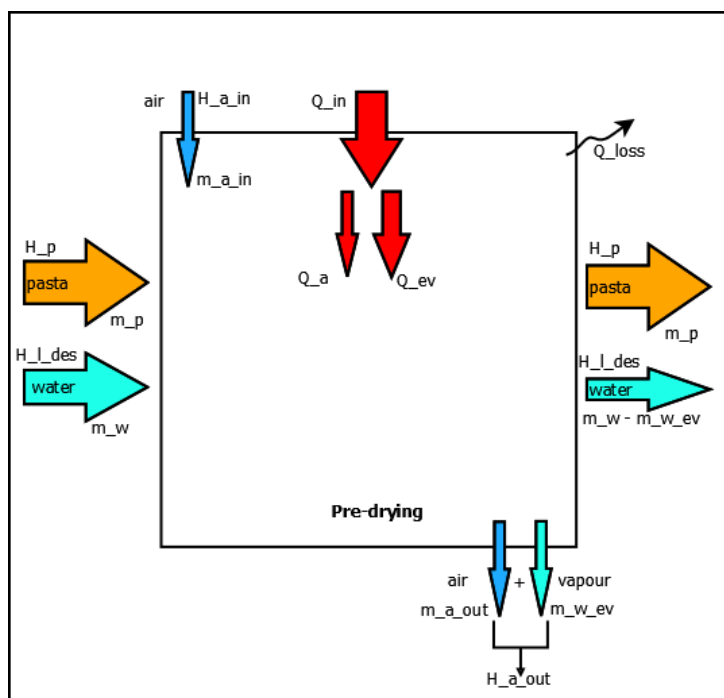 air
H_a_in
Q_in
Q_loss
m_a_in
H_p
pasta
m_p
Q_a
Q_ev
H_p
pasta
m_p
H_l_des
water
m_w
H_l_des
water
m_w - m_w_ev
Pre-drying
air
+
vapour
m_a_out
m_w_ev
H_a_out